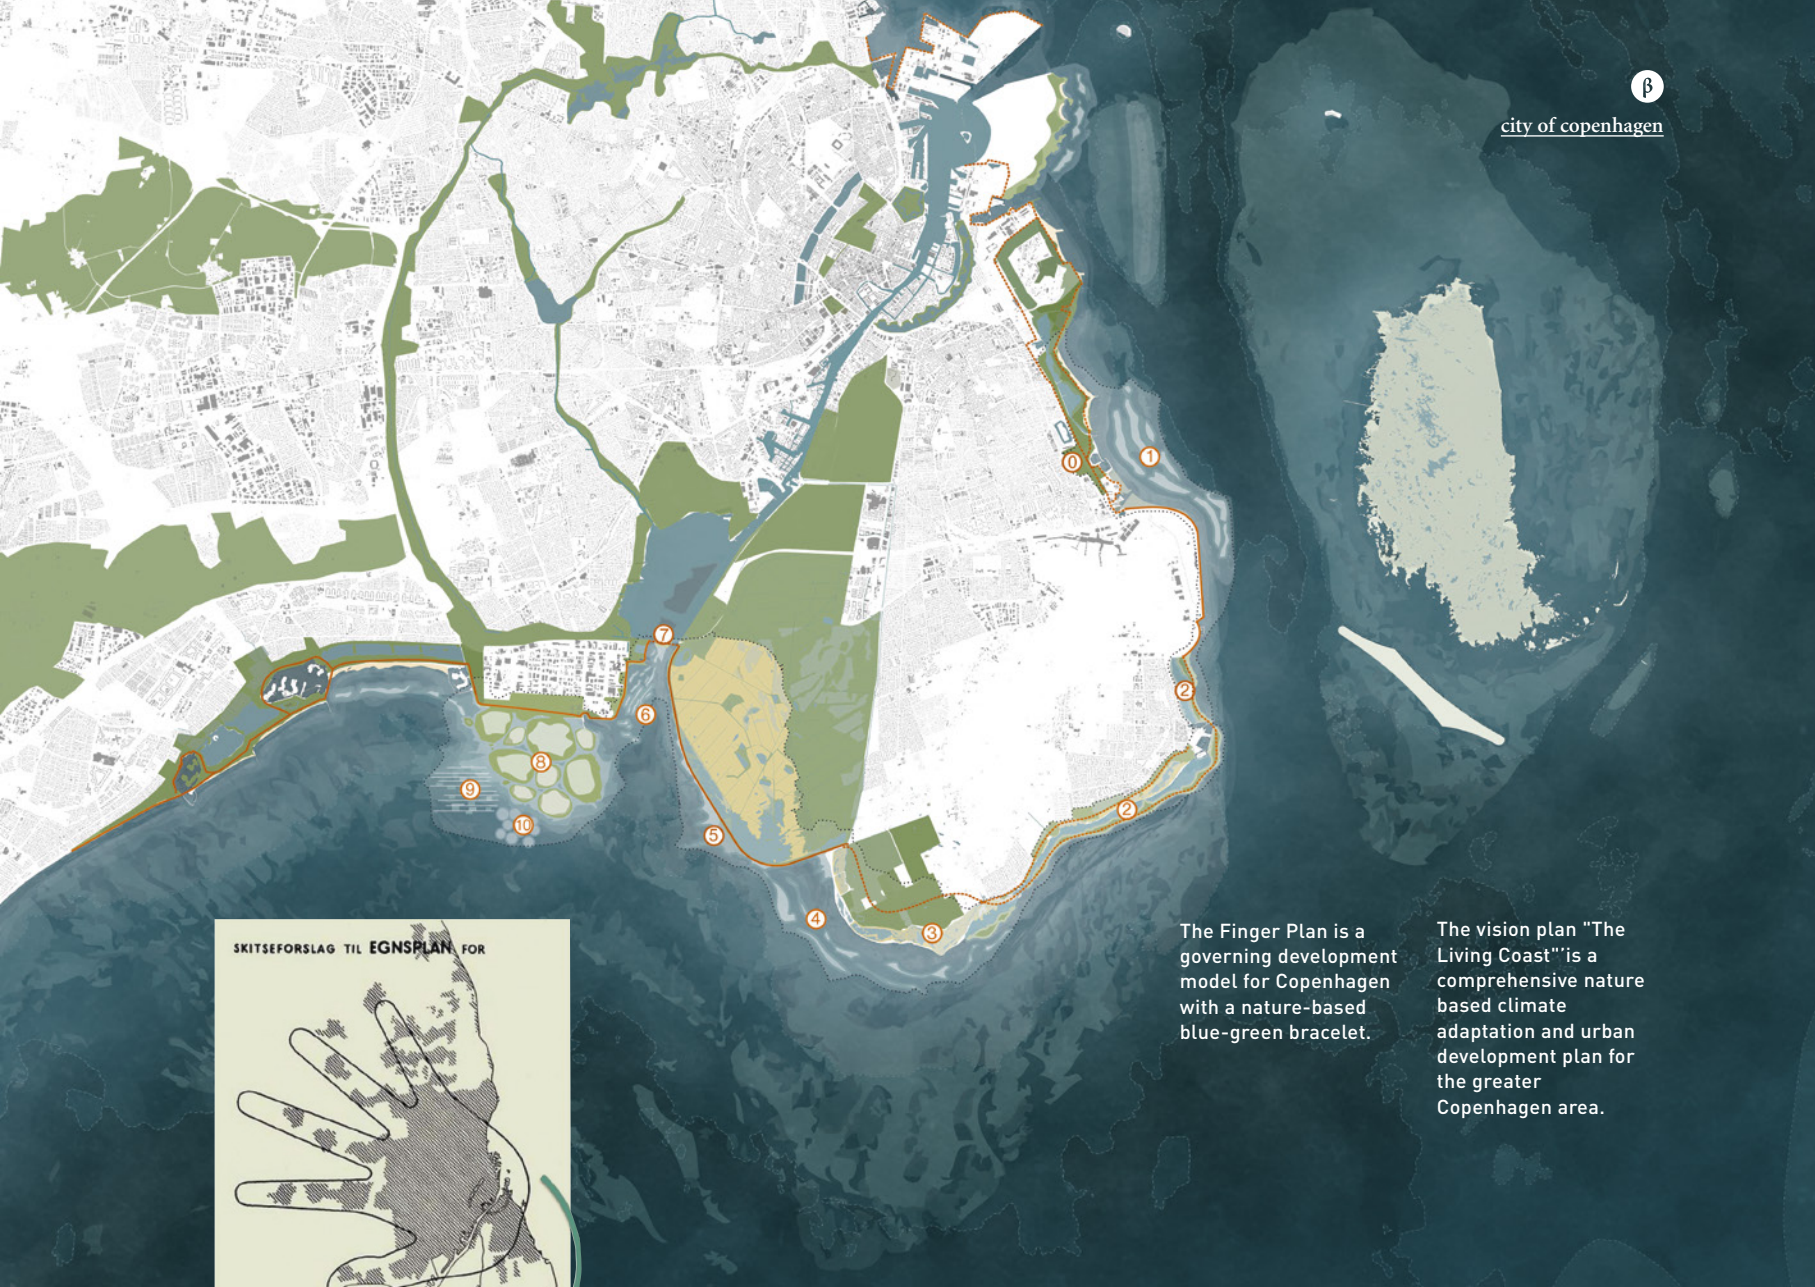 β
city of copenhagen
0
1
2
2
3
4
5
6
7
8
9
10
SKITSEFORSLAG TIL EGNSPLAN FOR
The Finger Plan is a
governing development
model for Copenhagen
with a nature-based
blue-green bracelet.
The vision plan "The
Living Coast"'is a
comprehensive nature
based climate
adaptation and urban
development plan for
the greater
Copenhagen area.